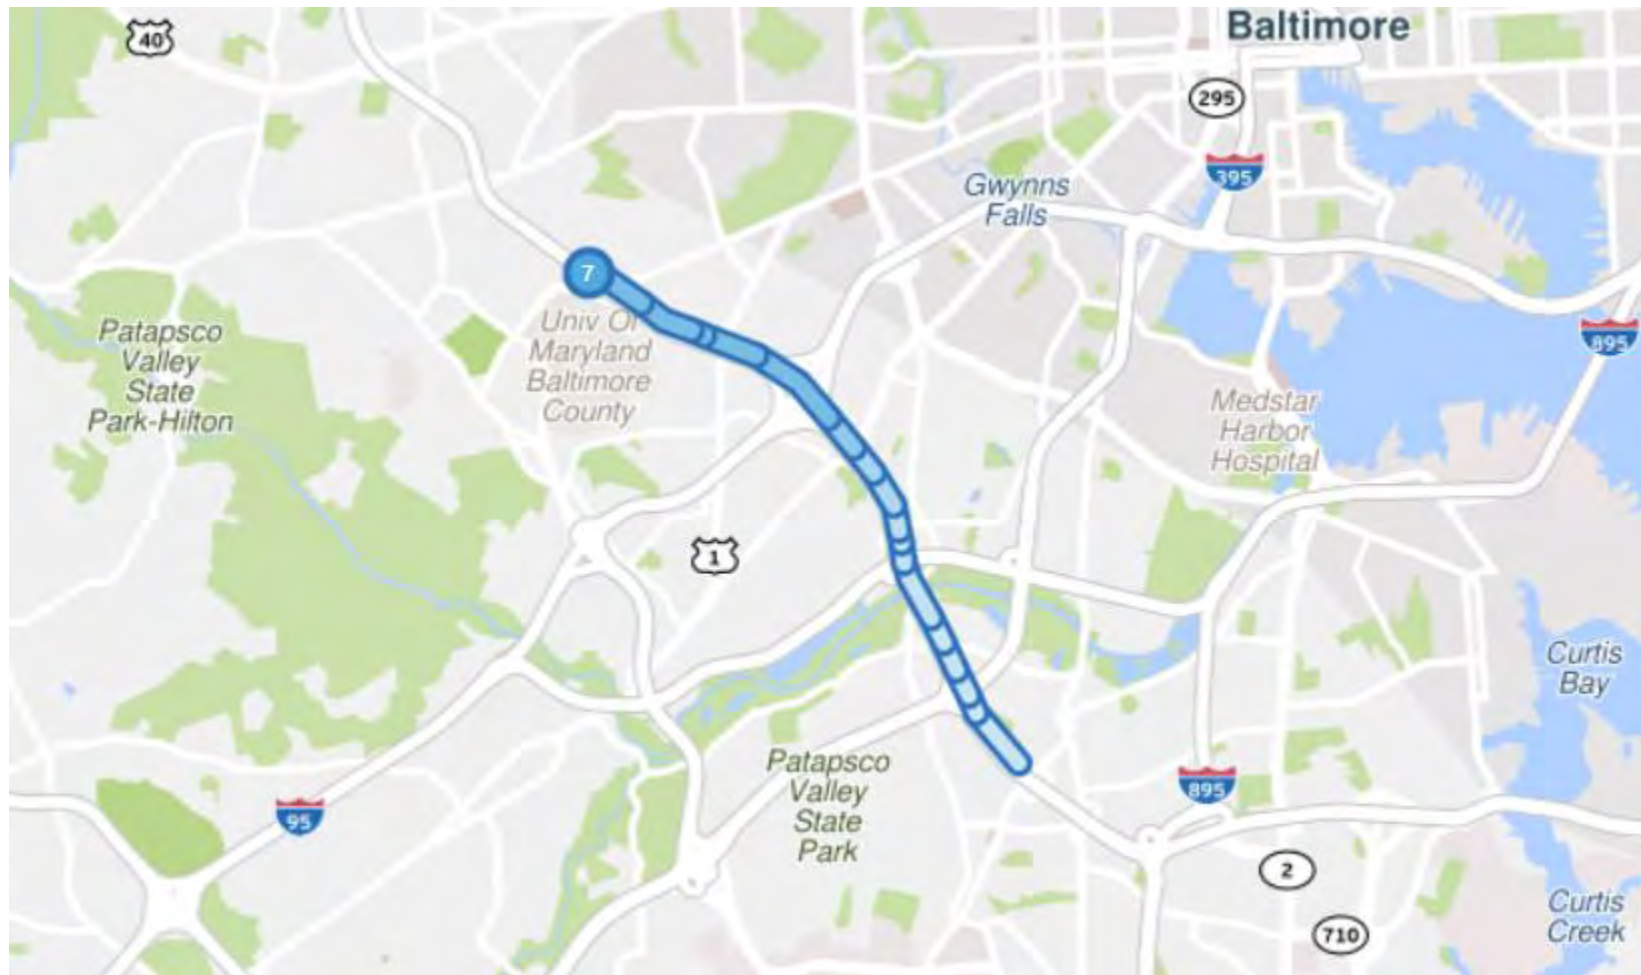 Baltimore
40
295
395
Gwynns
Falls
7
Univ Of
Maryland
Baltimore
County
Patapsco
Valley
State
Park-Hilton
895
Medstar
Harbor
Hospital
1
Curtis
Bay
Patapsco
Valley
State
Park
895
95
2
710
Curtis
Creek